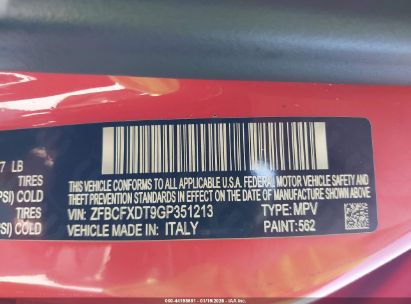 7 LB
TIRES
PSI) COLD
TIRES
SI) COLD
THIS VEHICLE CONFORMS TO ALL APPLICABLE U.S.A. FEDERAL MOTOR VEHICLE SAFETY
AND THEFT PREVENTION STANDARDS IN EFFECT ON THE DATE OF MANUFACTURE SHOWN ABOVE
VIN: ZFBCFXDT9GP351213 TYPE: MPV
VEHICLE MADE IN: ITALY PAINT:562